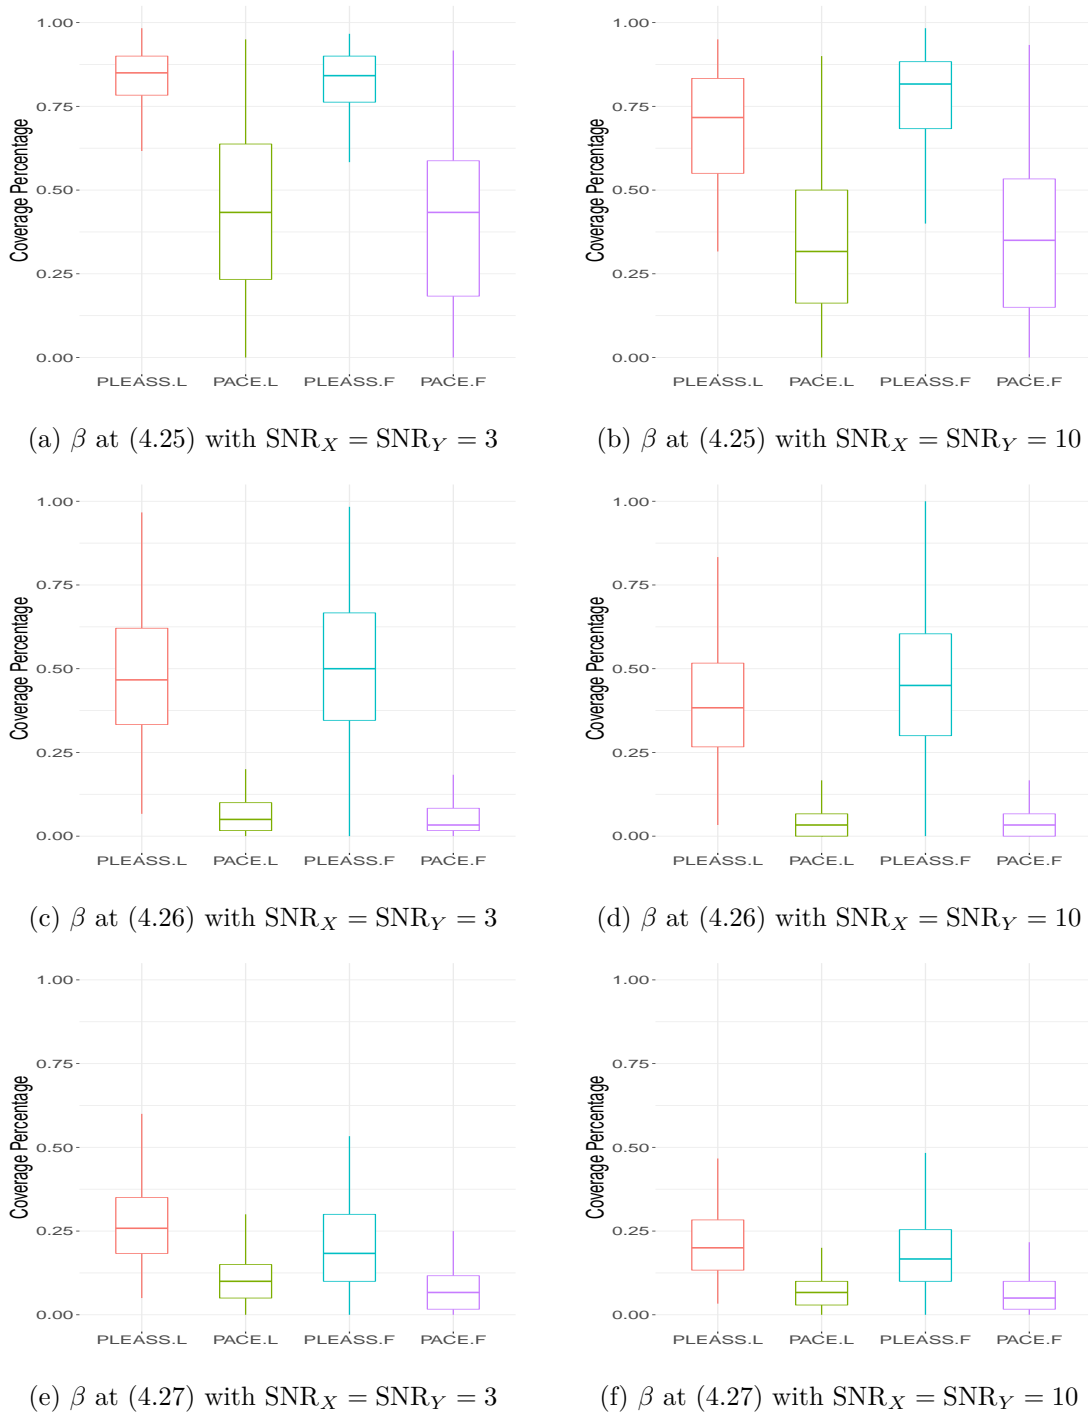 1.00
0.75
0.50
0.25
0.00
Coverage Percentage
PLEASS.L PACE.L PLEASS.F PACE.F
(a) β at (4.25) with SNR_X = SNR_Y = 3
1.00
0.75
0.50
0.25
0.00
Coverage Percentage
PLEASS.L PACE.L PLEASS.F PACE.F
(b) β at (4.25) with SNR_X = SNR_Y = 10
1.00
0.75
0.50
0.25
0.00
Coverage Percentage
PLEASS.L PACE.L PLEASS.F PACE.F
(c) β at (4.26) with SNR_X = SNR_Y = 3
1.00
0.75
0.50
0.25
0.00
Coverage Percentage
PLEASS.L PACE.L PLEASS.F PACE.F
(d) β at (4.26) with SNR_X = SNR_Y = 10
1.00
0.75
0.50
0.25
0.00
Coverage Percentage
PLEASS.L PACE.L PLEASS.F PACE.F
(e) β at (4.27) with SNR_X = SNR_Y = 3
1.00
0.75
0.50
0.25
0.00
Coverage Percentage
PLEASS.L PACE.L PLEASS.F PACE.F
(f) β at (4.27) with SNR_X = SNR_Y = 10